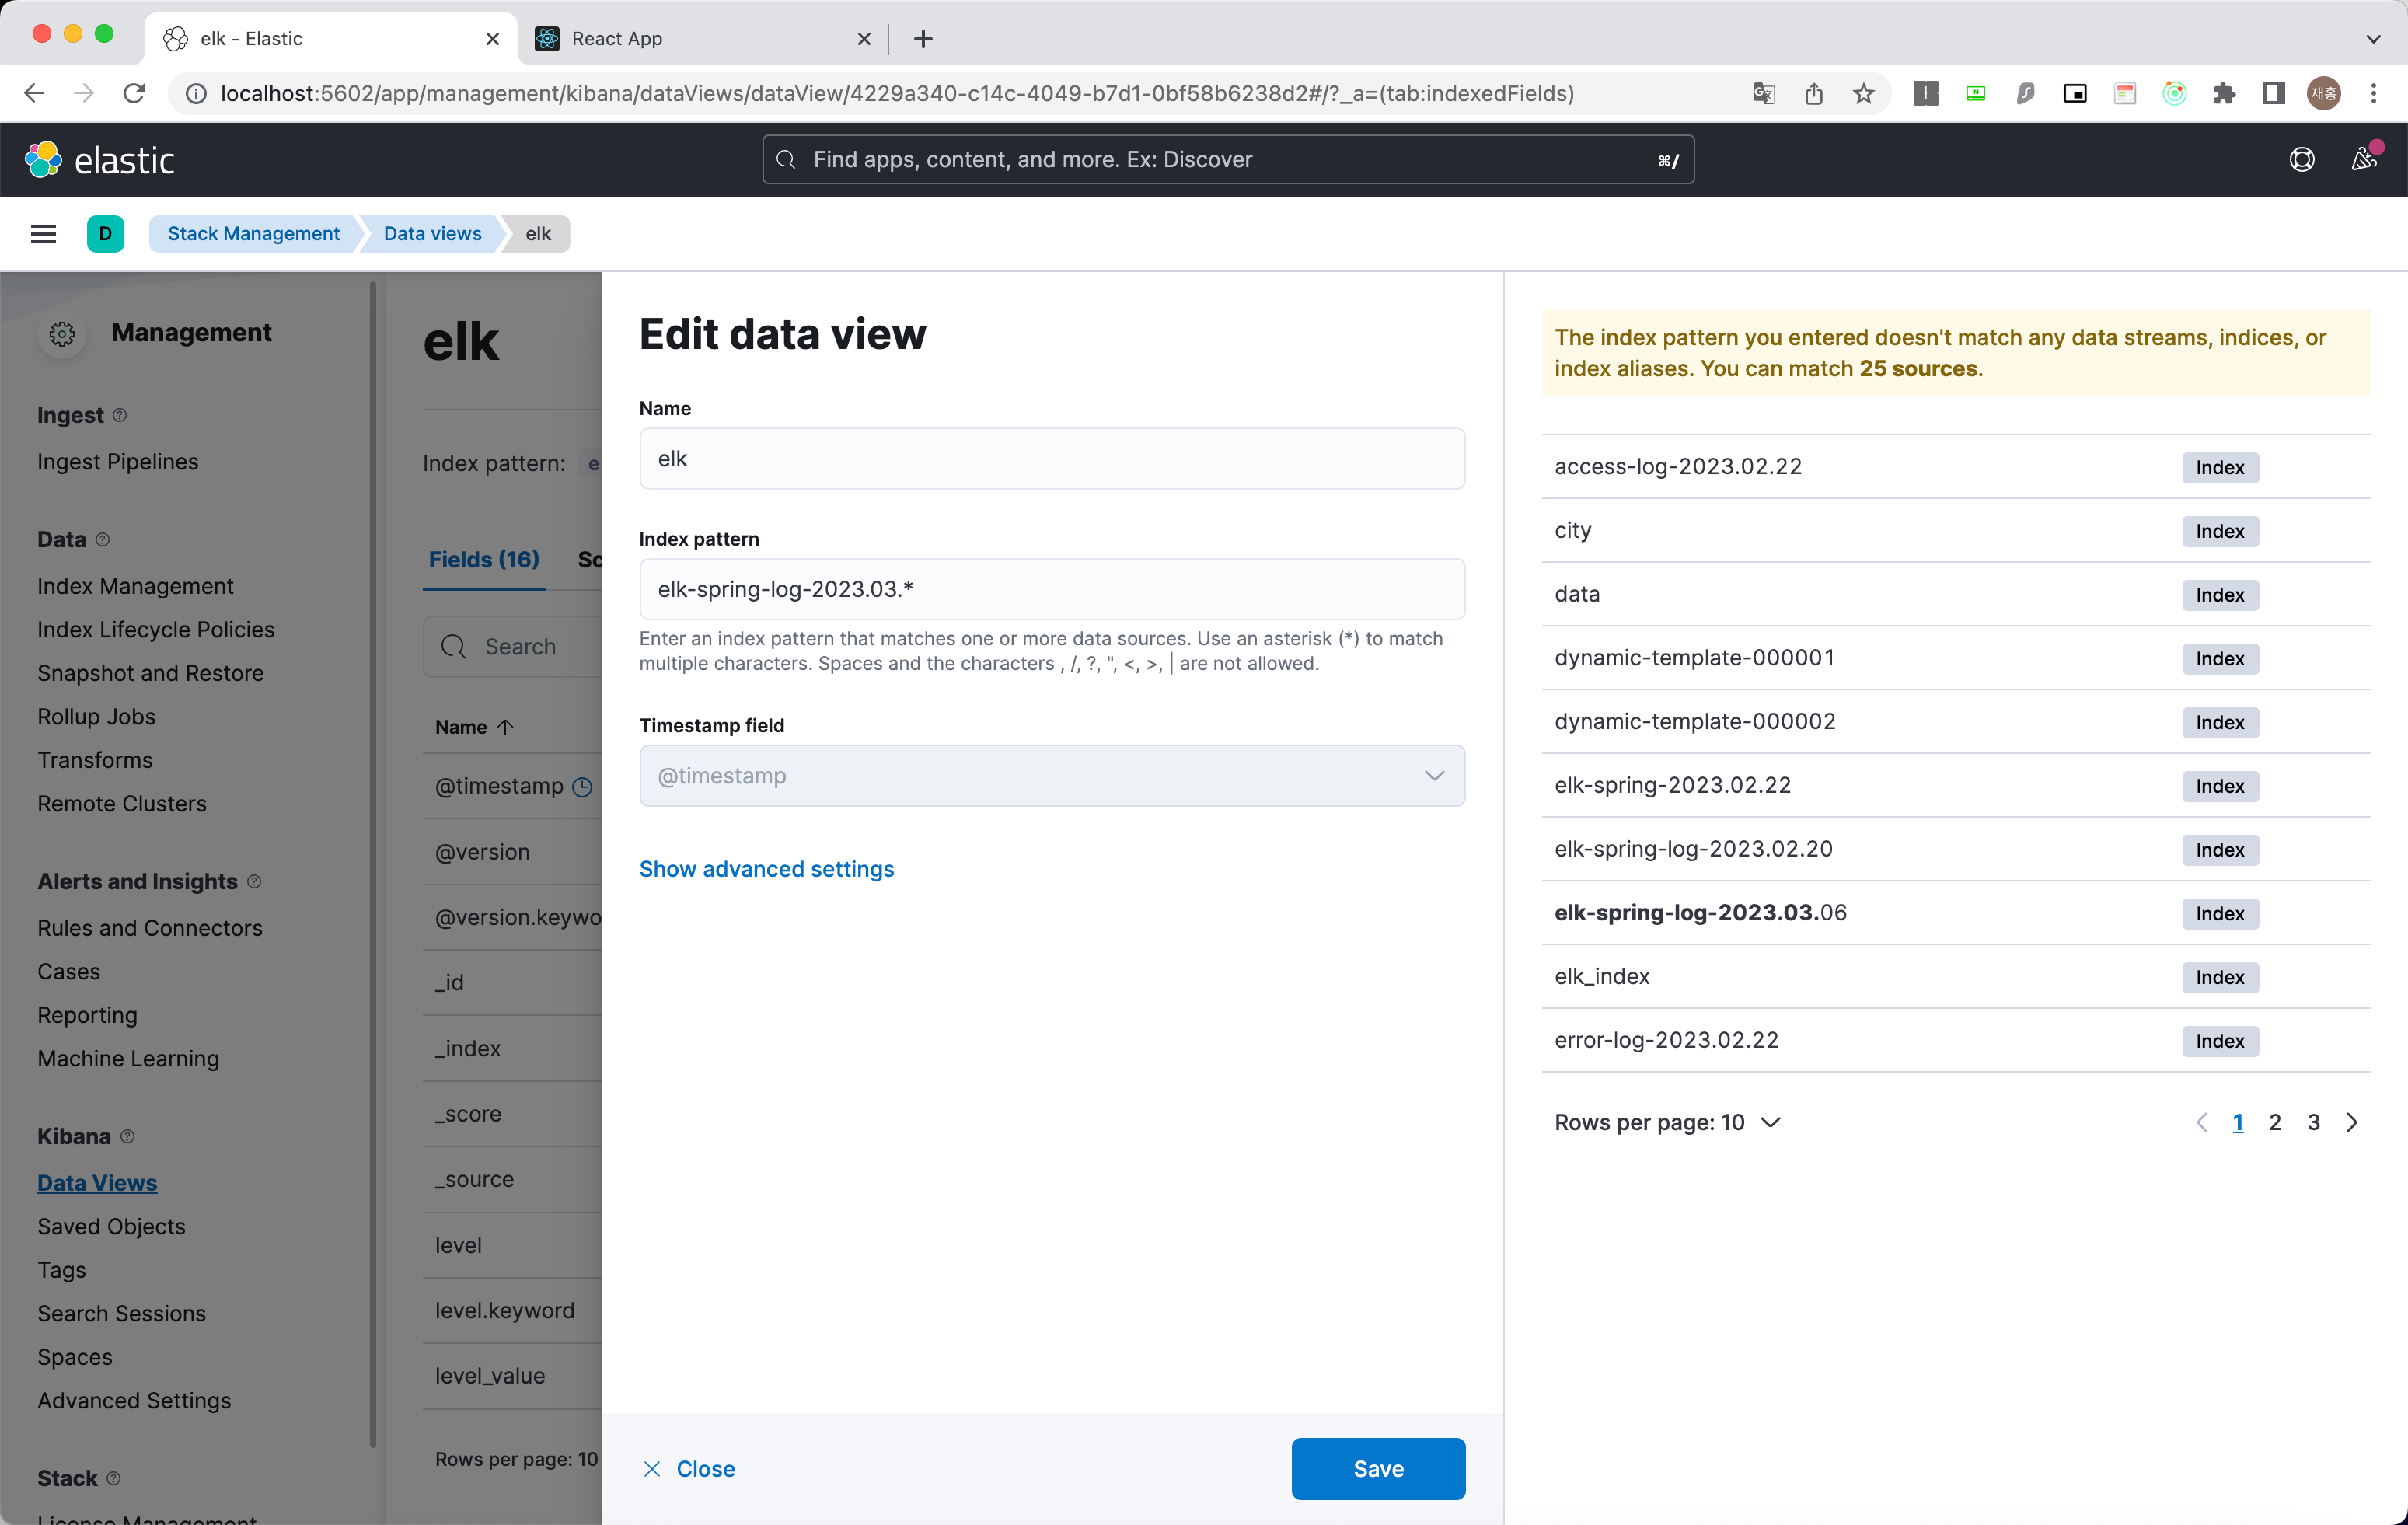 elk - Elastic
React App
localhost:5602/app/management/kibana/dataViews/dataView/4229a340-c14c-4049-b7d1-0bf58b6238d2#/?_a=(tab:indexedFields)
재홍
elastic
Find apps, content, and more. Ex: Discover
⌘/
D
Stack Management
Data views
elk
Management
Ingest
Ingest Pipelines
Data
Index Management
Index Lifecycle Policies
Snapshot and Restore
Rollup Jobs
Transforms
Remote Clusters
Alerts and Insights
Rules and Connectors
Cases
Reporting
Machine Learning
Kibana
Data Views
Saved Objects
Tags
Search Sessions
Spaces
Advanced Settings
Stack
License Management
elk
Index pattern: e
Fields (16) Sc
Search
Name
@timestamp
@version
@version.keywo
_id
_index
_score
_source
level
level.keyword
level_value
Rows per page: 10
Edit data view
Name
elk
Index pattern
elk-spring-log-2023.03.*
Enter an index pattern that matches one or more data sources. Use an asterisk (*) to match
multiple characters. Spaces and the characters , /, ?, ", <, >, | are not allowed.
Timestamp field
@timestamp
Show advanced settings
Close
Save
The index pattern you entered doesn't match any data streams, indices, or
index aliases. You can match 25 sources.
access-log-2023.02.22 Index
city Index
data Index
dynamic-template-000001 Index
dynamic-template-000002 Index
elk-spring-2023.02.22 Index
elk-spring-log-2023.02.20 Index
elk-spring-log-2023.03.06 Index
elk_index Index
error-log-2023.02.22 Index
Rows per page: 10
1 2 3